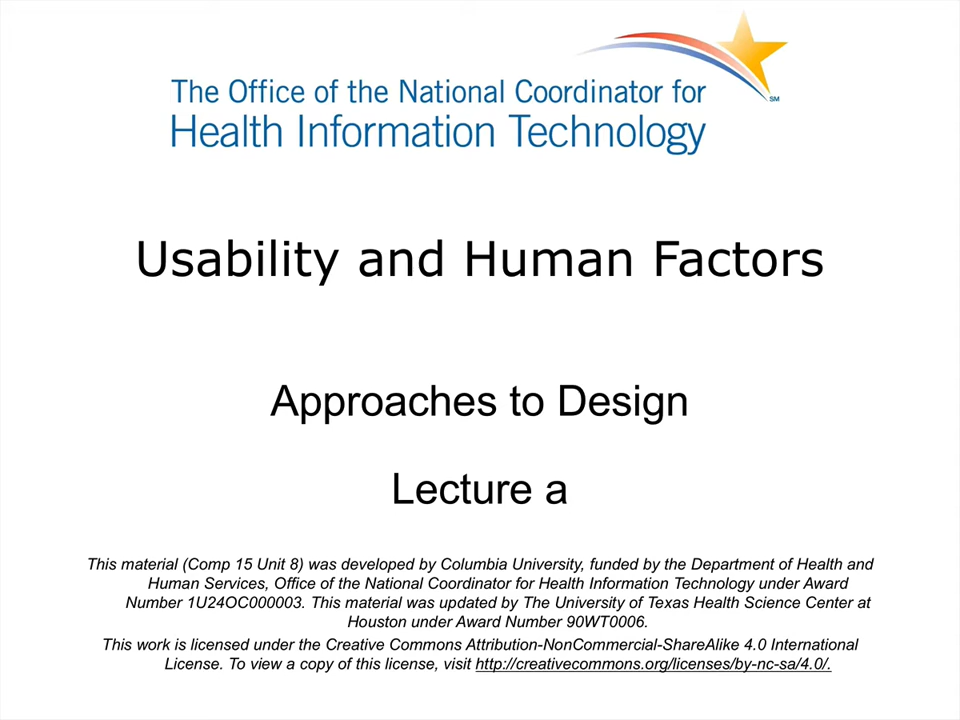 The Office of the National Coordinator for
Health Information Technology
SM
Usability and Human Factors
Approaches to Design
Lecture a
This material (Comp 15 Unit 8) was developed by Columbia University, funded by the Department of Health and
Human Services, Office of the National Coordinator for Health Information Technology under Award
Number 1U24OC000003. This material was updated by The University of Texas Health Science Center at
Houston under Award Number 90WT0006.
This work is licensed under the Creative Commons Attribution-NonCommercial-ShareAlike 4.0 International
License. To view a copy of this license, visit http://creativecommons.org/licenses/by-nc-sa/4.0/.